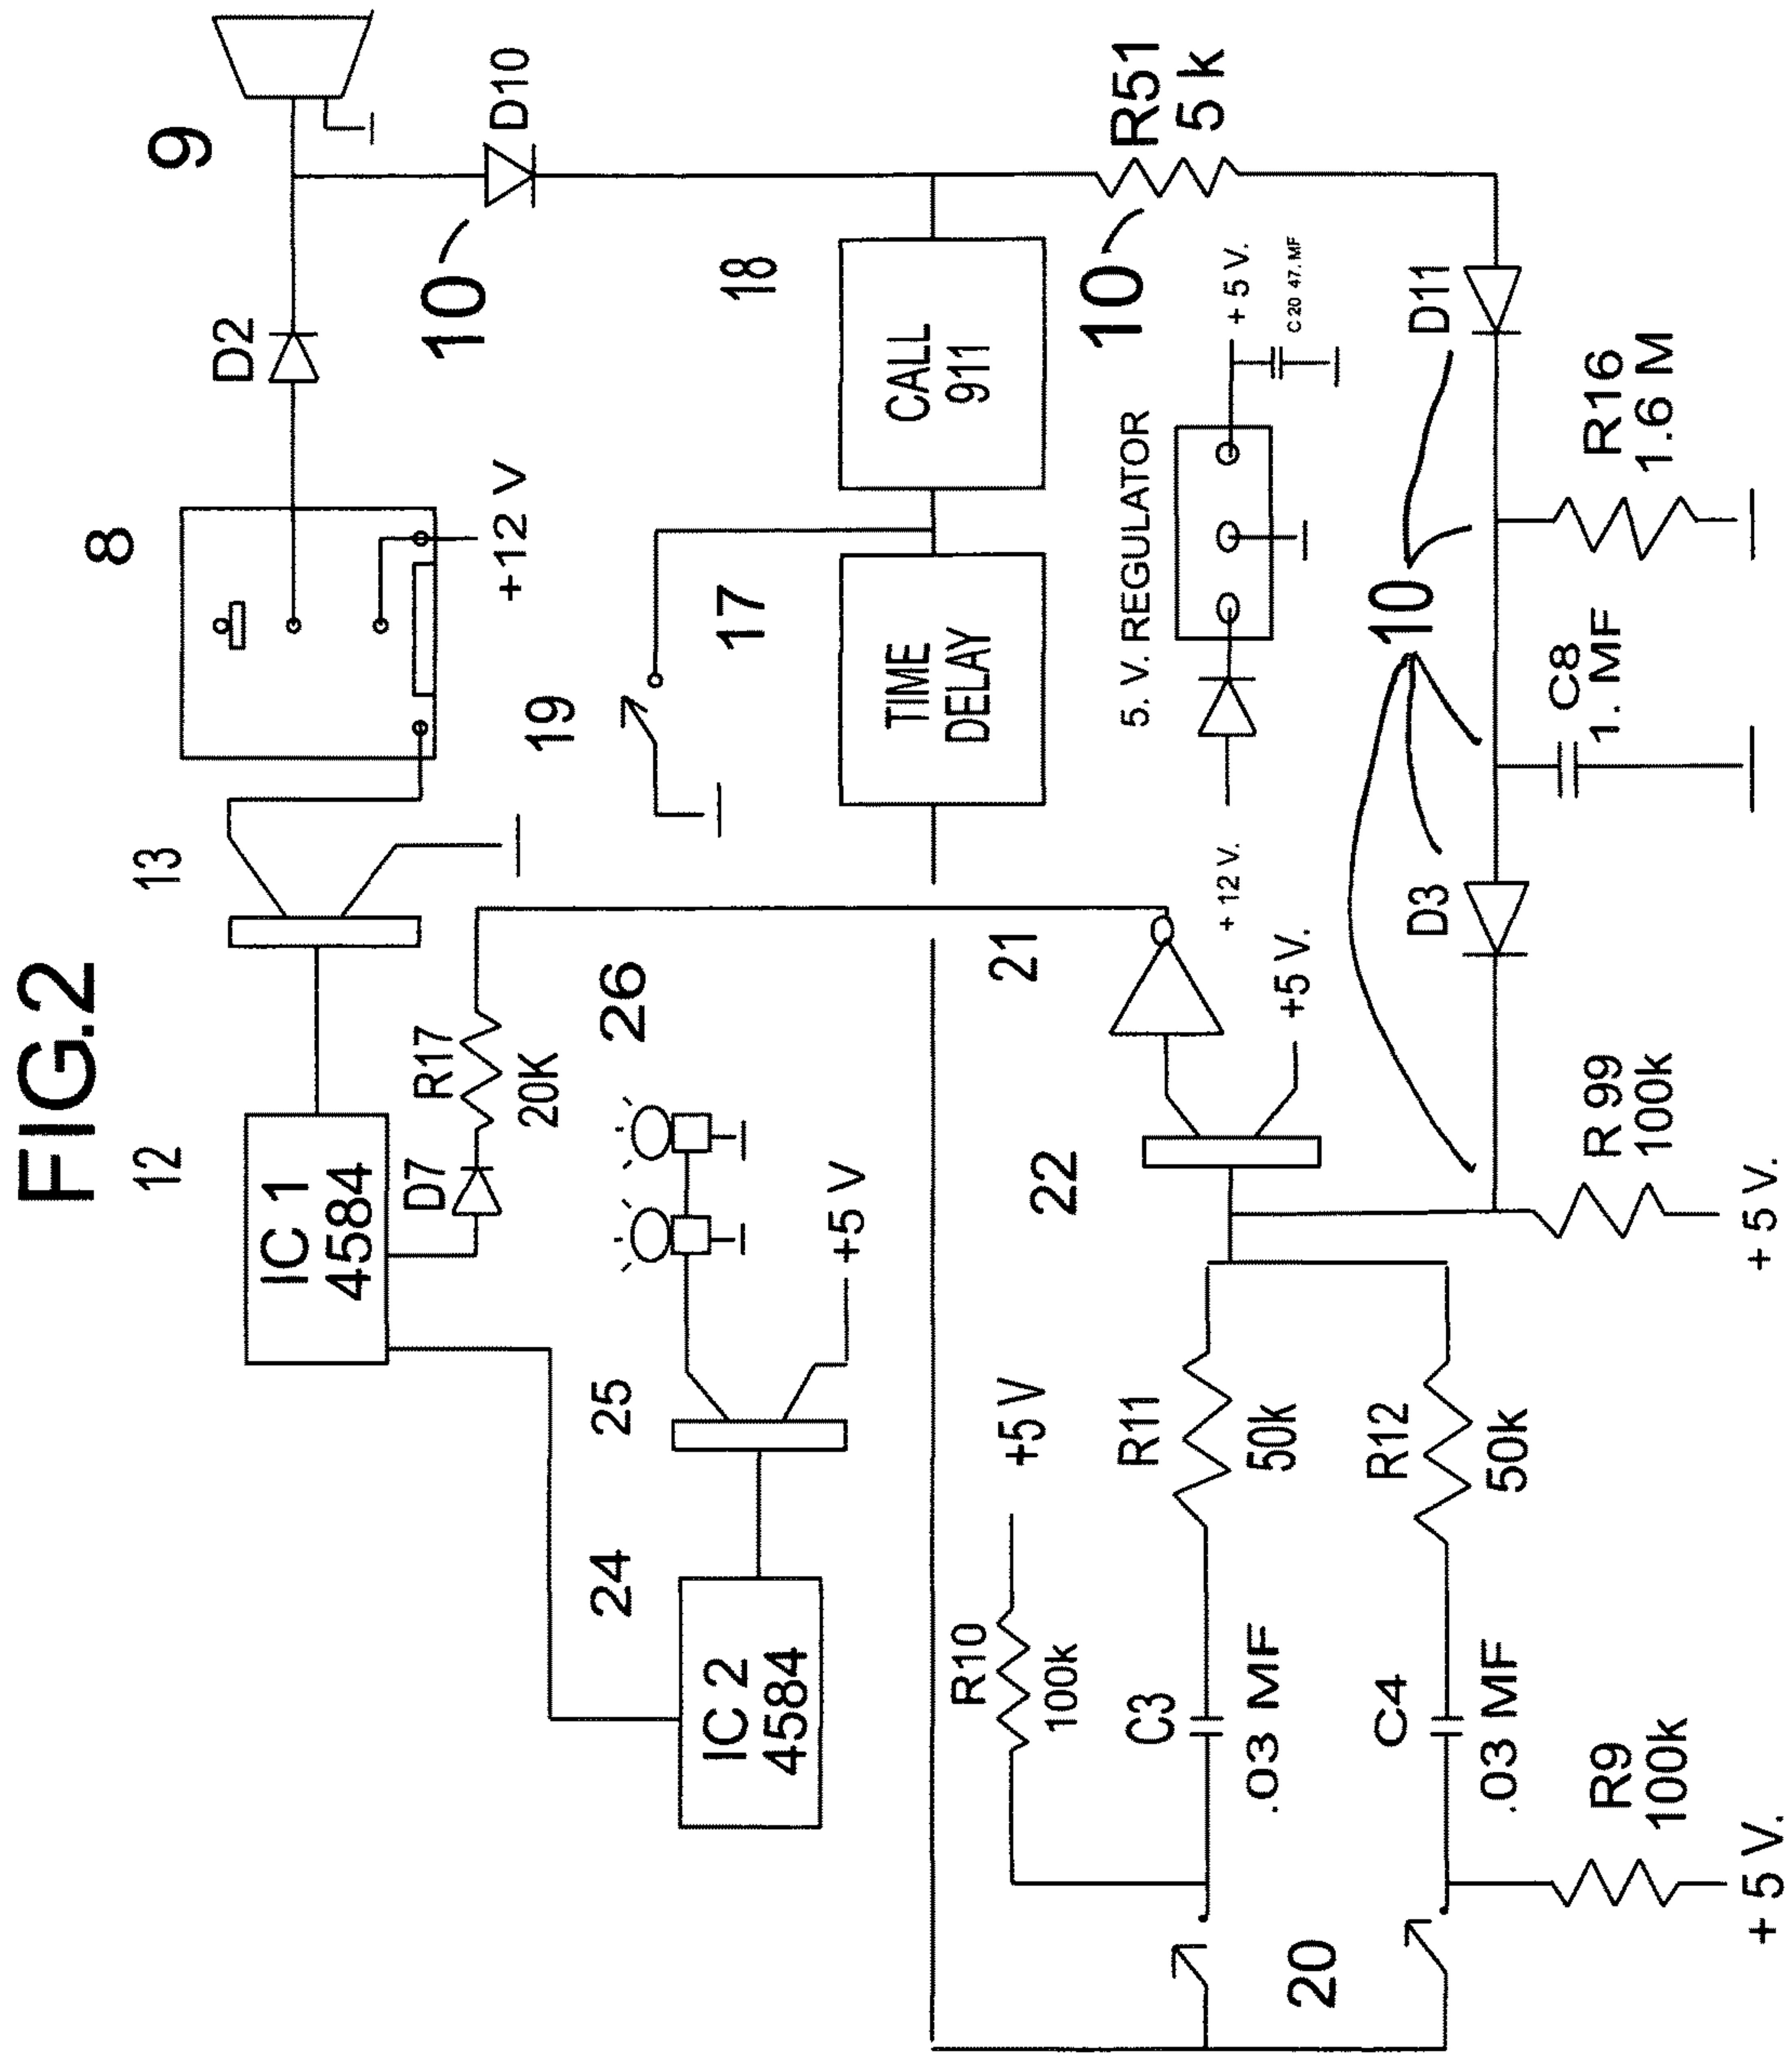 FIG.2
12
IC 1
4584
13
8
+12 V
D2
9
D10
10
D7
R17
20K
26
19
17
TIME
DELAY
18
CALL
911
24
IC 2
4584
25
+5 V
21
22
+5 V.
+ 12 V.
5. V. REGULATOR
+ 5 V.
C 20 47. MF
10
R51
5 k
R10
100k
+5 V
C3
.03 MF
R11
50k
20
C4
.03 MF
R12
50k
D3
10
D11
R9
100k
+ 5 V.
R 99
100k
+ 5 V.
C8
1. MF
R16
1.6 M